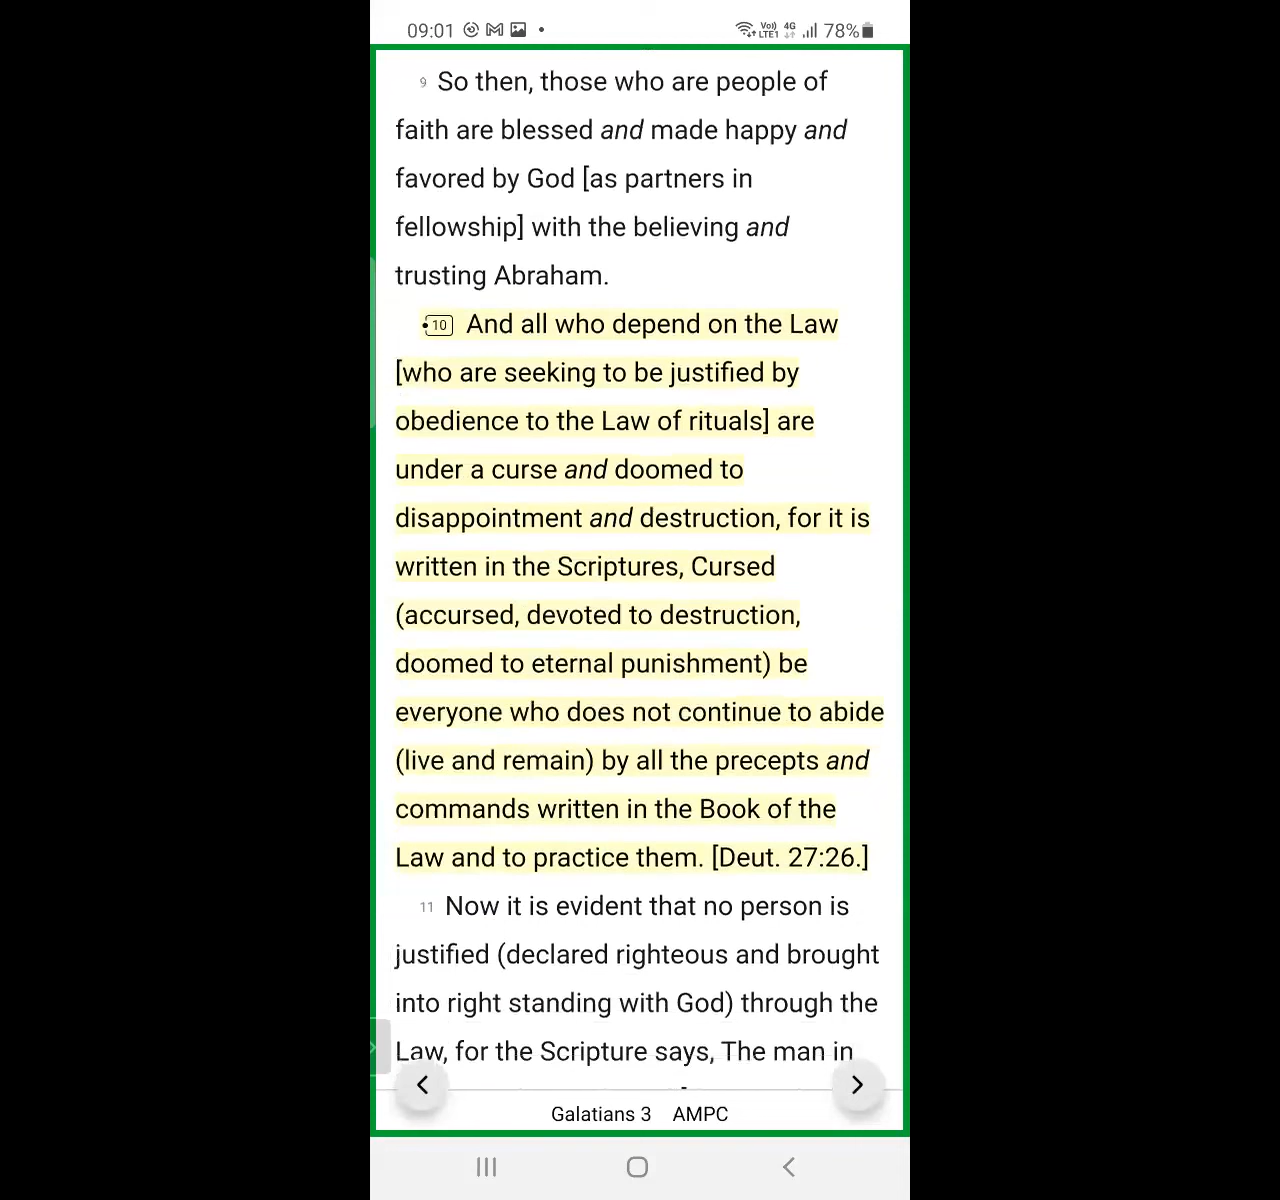 09:01 Vo)) LTE1 4G 78%
9 So then, those who are people of
faith are blessed and made happy and
favored by God [as partners in
fellowship] with the believing and
trusting Abraham.
10 And all who depend on the Law
[who are seeking to be justified by
obedience to the Law of rituals] are
under a curse and doomed to
disappointment and destruction, for it is
written in the Scriptures, Cursed
(accursed, devoted to destruction,
doomed to eternal punishment) be
everyone who does not continue to abide
(live and remain) by all the precepts and
commands written in the Book of the
Law and to practice them. [Deut. 27:26.]
11 Now it is evident that no person is
justified (declared righteous and brought
into right standing with God) through the
Law, for the Scripture says, The man in
Galatians 3 AMPC